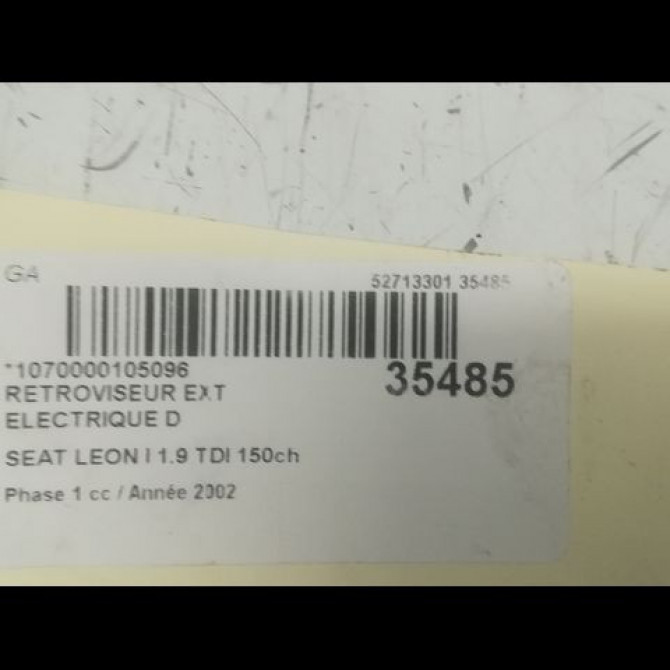 GA
52713301 35485
*1070000105096
35485
RETROVISEUR EXT
ELECTRIQUE D
SEAT LEON I 1.9 TDI 150ch
Phase 1 cc / Année 2002